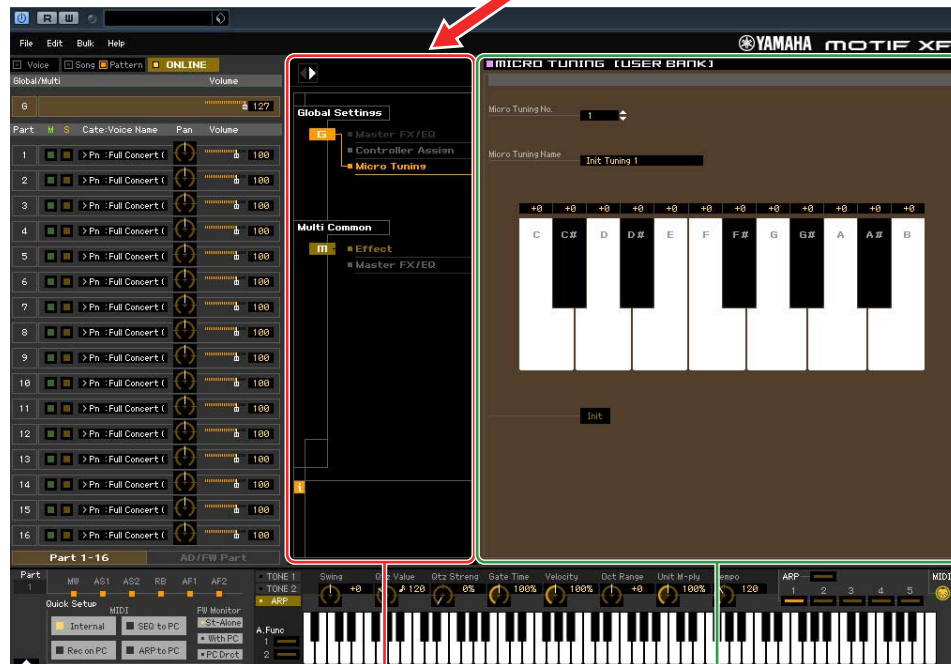 R W
File Edit Bulk Help
YAMAHA MOTIF XF
Voice Song Pattern ONLINE
Global/Multi Volume
G 127
Part M S Cate:Voice Name Pan Volume
1 >Pn :Full Concert ( 100
2 >Pn :Full Concert ( 100
3 >Pn :Full Concert ( 100
4 >Pn :Full Concert ( 100
5 >Pn :Full Concert ( 100
6 >Pn :Full Concert ( 100
7 >Pn :Full Concert ( 100
8 >Pn :Full Concert ( 100
9 >Pn :Full Concert ( 100
10 >Pn :Full Concert ( 100
11 >Pn :Full Concert ( 100
12 >Pn :Full Concert ( 100
13 >Pn :Full Concert ( 100
14 >Pn :Full Concert ( 100
15 >Pn :Full Concert ( 100
16 >Pn :Full Concert ( 100
Part 1-16 AD/FW Part
Global Settings
G Master FX/EQ
Controller Assign
Micro Tuning
Multi Common
m Effect
Master FX/EQ
i
MICRO TUNING [USER BANK]
Micro Tuning No. 1
Micro Tuning Name Init Tuning 1
+0 +0 +0 +0 +0 +0 +0 +0 +0 +0 +0 +0
C C# D D# E F F# G G# A A# B
Init
Part MW AS1 AS2 RB AF1 AF2
1
Quick Setup MIDI FW Monitor
Internal SEQ to PC St-Alone
With PC
Rec on PC ARP to PC PC Drct
TONE 1
TONE 2
ARP
A.Func
1
2
Swing Value Qtz Streng Gate Time Velocity Oct Range Unit M-ply
+0 120 0% 100% 100% +0 100% 120
ARP 1 2 3 4 5
MIDI